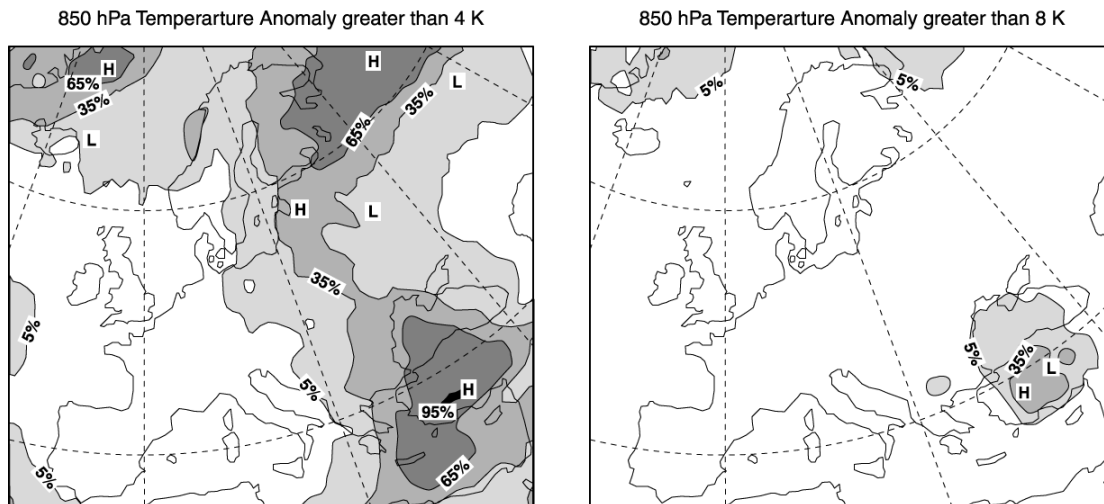 850 hPa Temperarture Anomaly greater than 4 K
H
65%
35%
L
H
L
35%
65%
H
L
35%
5%
5%
H
95%
65%
5%
850 hPa Temperarture Anomaly greater than 8 K
5%
5%
5%
35%
L
H